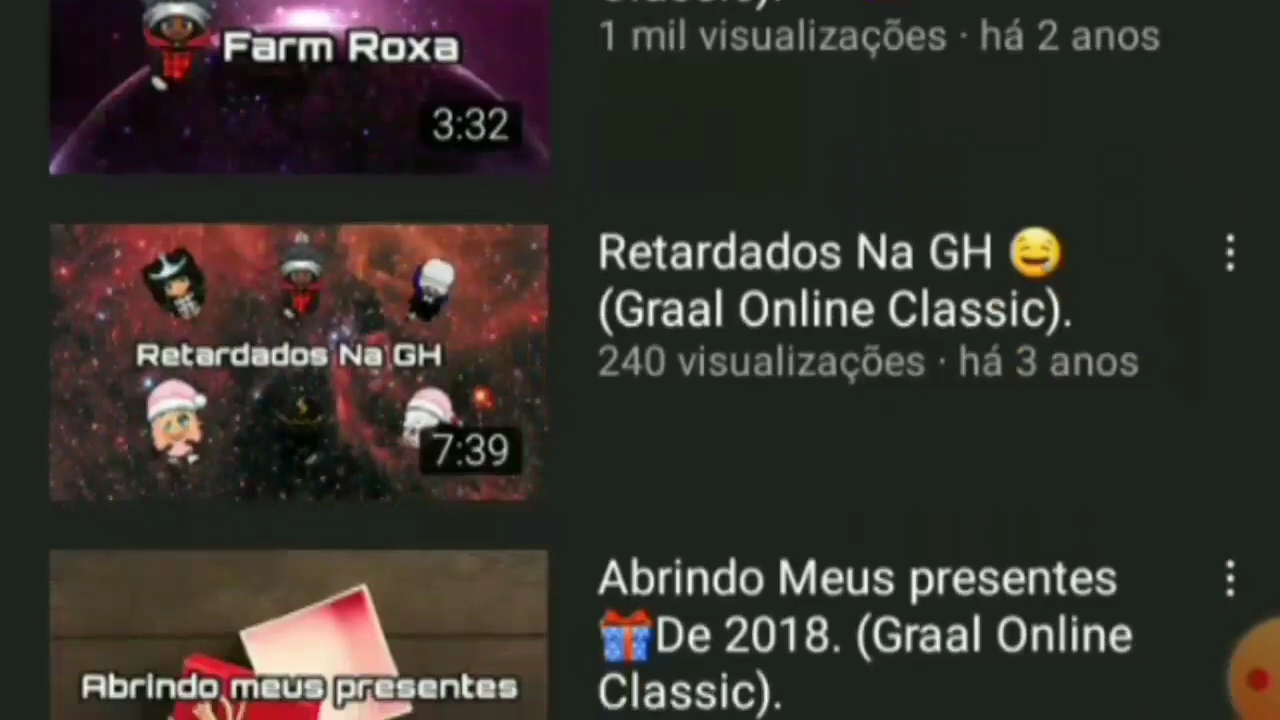 Farm Roxa
3:32
1 mil visualizações · há 2 anos
Retardados Na GH
7:39
Retardados Na GH 🤤
(Graal Online Classic).
240 visualizações · há 3 anos
Abrindo meus presentes
Abrindo Meus presentes
🎁De 2018. (Graal Online
Classic).